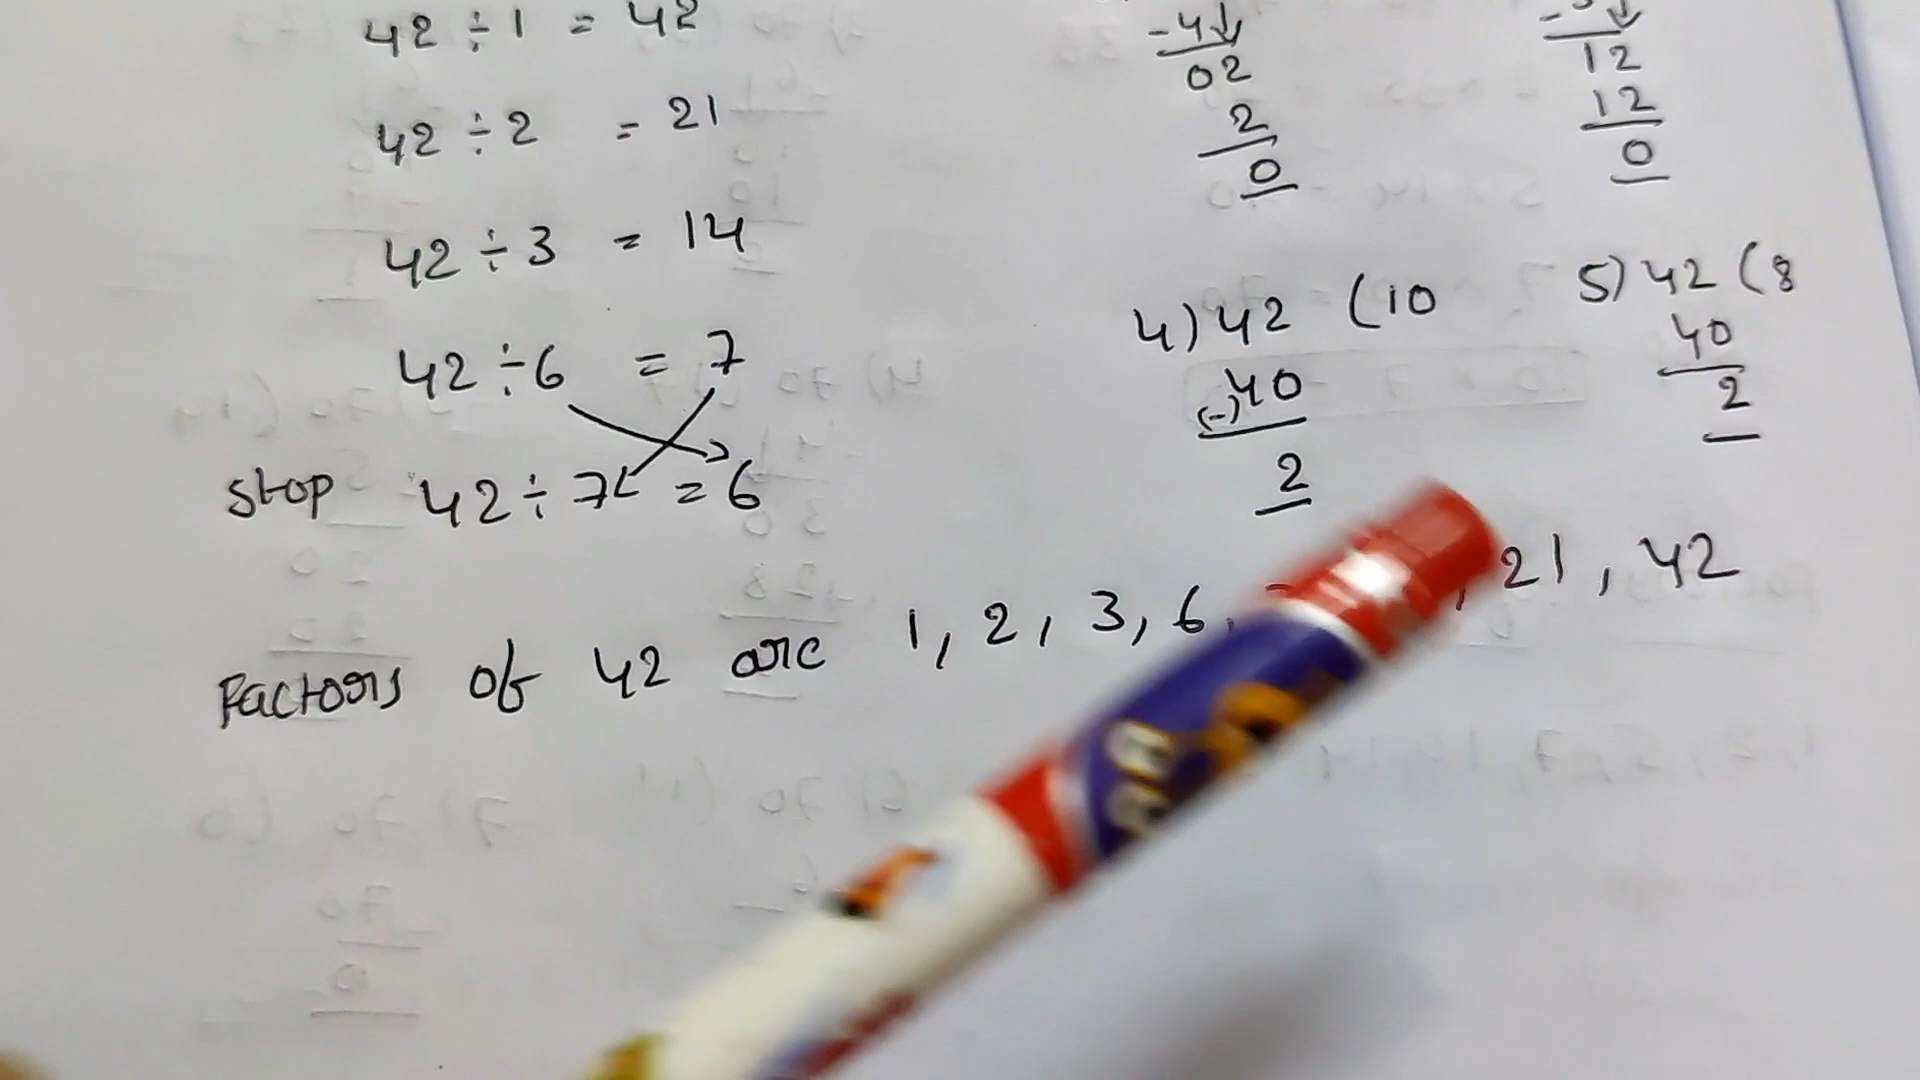 42 ÷ 1 = 42
42 ÷ 2 = 21
42 ÷ 3 = 14
42 ÷ 6 = 7
stop 42 ÷ 7 = 6
-4
02
2
0
12
12
0
4) 42 (10
(-) 40
2
5) 42 (8
40
2
Factors of 42 are 1, 2, 3, 6, , 21, 42